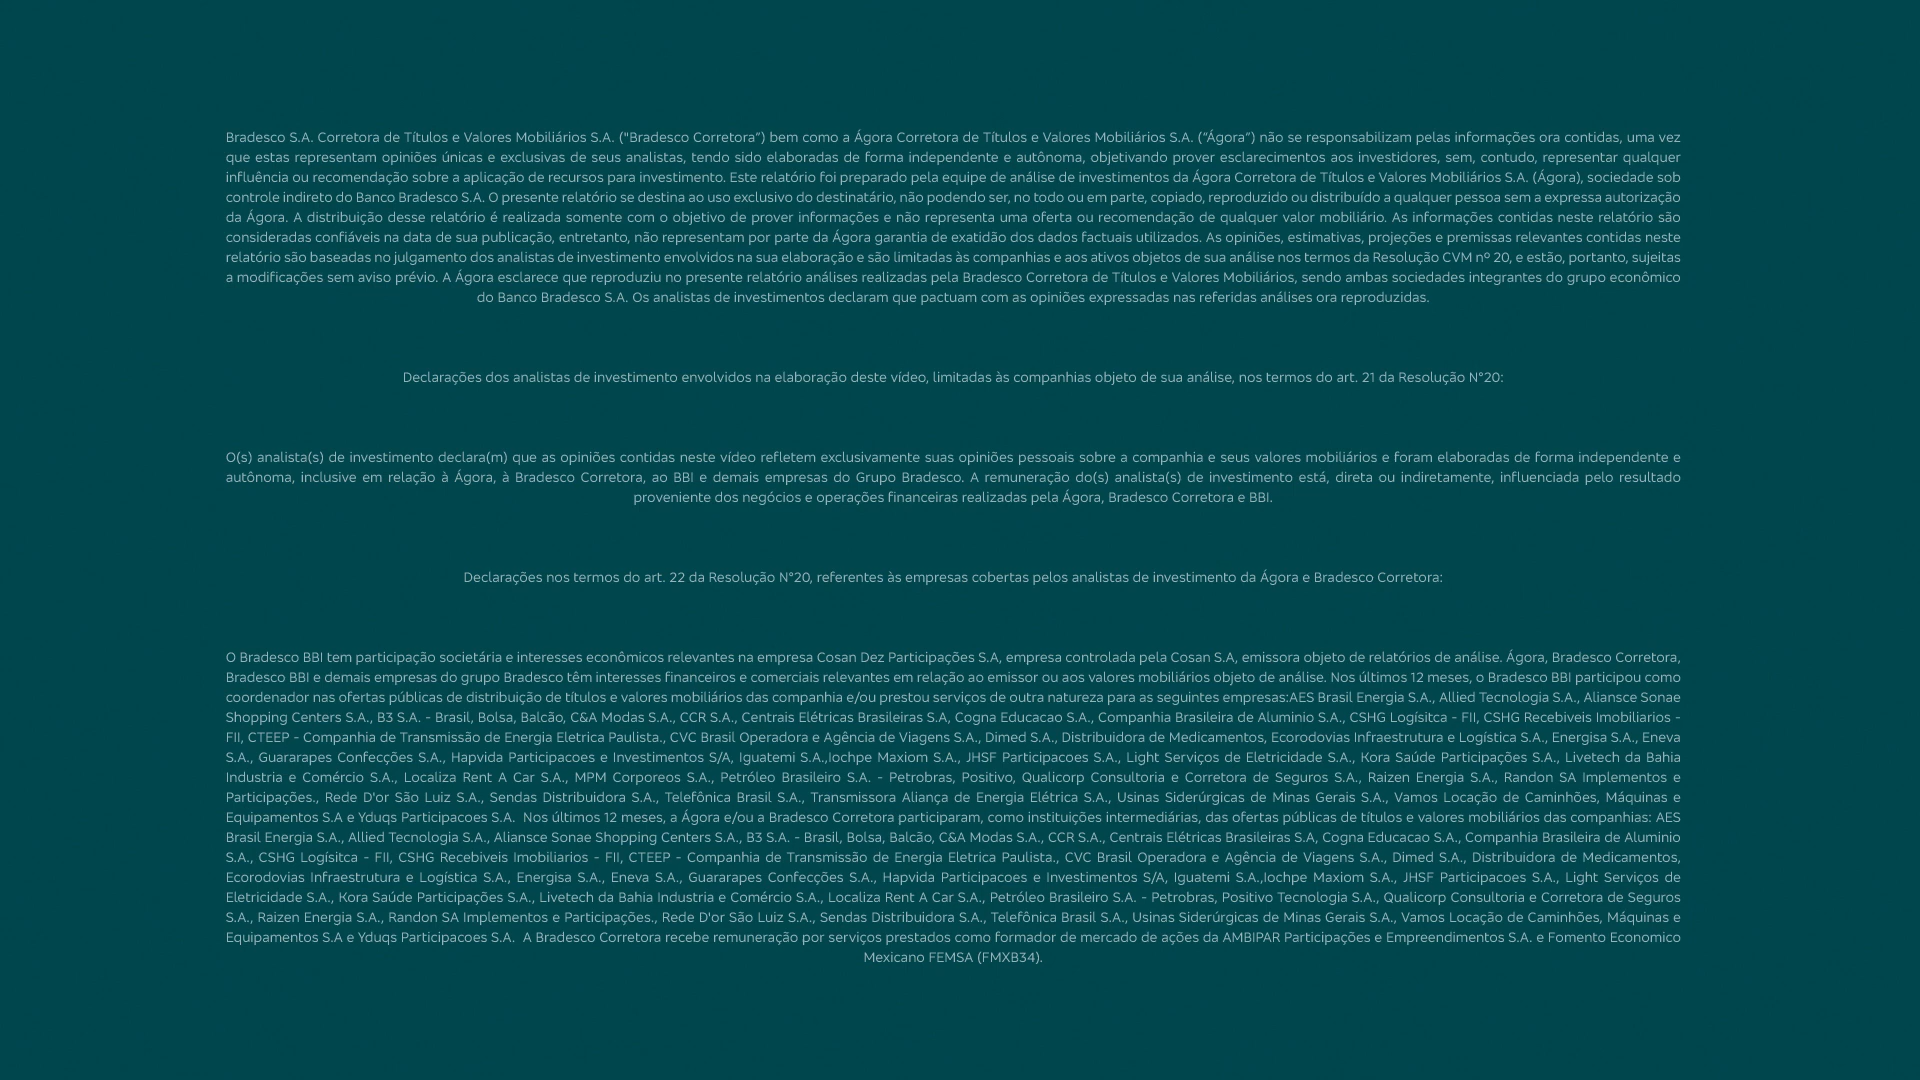 Bradesco S.A. Corretora de Títulos e Valores Mobiliários S.A. ("Bradesco Corretora”) bem como a Ágora Corretora de Títulos e Valores Mobiliários S.A. (“Ágora”) não se responsabilizam pelas informações ora contidas, uma vez
que estas representam opiniões únicas e exclusivas de seus analistas, tendo sido elaboradas de forma independente e autônoma, objetivando prover esclarecimentos aos investidores, sem, contudo, representar qualquer
influência ou recomendação sobre a aplicação de recursos para investimento. Este relatório foi preparado pela equipe de análise de investimentos da Ágora Corretora de Títulos e Valores Mobiliários S.A. (Ágora), sociedade sob
controle indireto do Banco Bradesco S.A. O presente relatório se destina ao uso exclusivo do destinatário, não podendo ser, no todo ou em parte, copiado, reproduzido ou distribuído a qualquer pessoa sem a expressa autorização
da Ágora. A distribuição desse relatório é realizada somente com o objetivo de prover informações e não representa uma oferta ou recomendação de qualquer valor mobiliário. As informações contidas neste relatório são
consideradas confiáveis na data de sua publicação, entretanto, não representam por parte da Ágora garantia de exatidão dos dados factuais utilizados. As opiniões, estimativas, projeções e premissas relevantes contidas neste
relatório são baseadas no julgamento dos analistas de investimento envolvidos na sua elaboração e são limitadas às companhias e aos ativos objetos de sua análise nos termos da Resolução CVM nº 20, e estão, portanto, sujeitas
a modificações sem aviso prévio. A Ágora esclarece que reproduziu no presente relatório análises realizadas pela Bradesco Corretora de Títulos e Valores Mobiliários, sendo ambas sociedades integrantes do grupo econômico
do Banco Bradesco S.A. Os analistas de investimentos declaram que pactuam com as opiniões expressadas nas referidas análises ora reproduzidas.
Declarações dos analistas de investimento envolvidos na elaboração deste vídeo, limitadas às companhias objeto de sua análise, nos termos do art. 21 da Resolução N°20:
O(s) analista(s) de investimento declara(m) que as opiniões contidas neste vídeo refletem exclusivamente suas opiniões pessoais sobre a companhia e seus valores mobiliários e foram elaboradas de forma independente e
autônoma, inclusive em relação à Ágora, à Bradesco Corretora, ao BBI e demais empresas do Grupo Bradesco. A remuneração do(s) analista(s) de investimento está, direta ou indiretamente, influenciada pelo resultado
proveniente dos negócios e operações financeiras realizadas pela Ágora, Bradesco Corretora e BBI.
Declarações nos termos do art. 22 da Resolução N°20, referentes às empresas cobertas pelos analistas de investimento da Ágora e Bradesco Corretora:
O Bradesco BBI tem participação societária e interesses econômicos relevantes na empresa Cosan Dez Participações S.A, empresa controlada pela Cosan S.A, emissora objeto de relatórios de análise. Ágora, Bradesco Corretora,
Bradesco BBI e demais empresas do grupo Bradesco têm interesses financeiros e comerciais relevantes em relação ao emissor ou aos valores mobiliários objeto de análise. Nos últimos 12 meses, o Bradesco BBI participou como
coordenador nas ofertas públicas de distribuição de títulos e valores mobiliários das companhia e/ou prestou serviços de outra natureza para as seguintes empresas:AES Brasil Energia S.A., Allied Tecnologia S.A., Aliansce Sonae
Shopping Centers S.A., B3 S.A. - Brasil, Bolsa, Balcão, C&A Modas S.A., CCR S.A., Centrais Elétricas Brasileiras S.A, Cogna Educacao S.A., Companhia Brasileira de Aluminio S.A., CSHG Logísitca - FII, CSHG Recebiveis Imobiliarios -
FII, CTEEP - Companhia de Transmissão de Energia Eletrica Paulista., CVC Brasil Operadora e Agência de Viagens S.A., Dimed S.A., Distribuidora de Medicamentos, Ecorodovias Infraestrutura e Logística S.A., Energisa S.A., Eneva
S.A., Guararapes Confecções S.A., Hapvida Participacoes e Investimentos S/A, Iguatemi S.A.,Iochpe Maxiom S.A., JHSF Participacoes S.A., Light Serviços de Eletricidade S.A., Kora Saúde Participações S.A., Livetech da Bahia
Industria e Comércio S.A., Localiza Rent A Car S.A., MPM Corporeos S.A., Petróleo Brasileiro S.A. - Petrobras, Positivo, Qualicorp Consultoria e Corretora de Seguros S.A., Raizen Energia S.A., Randon SA Implementos e
Participações., Rede D'or São Luiz S.A., Sendas Distribuidora S.A., Telefônica Brasil S.A., Transmissora Aliança de Energia Elétrica S.A., Usinas Siderúrgicas de Minas Gerais S.A., Vamos Locação de Caminhões, Máquinas e
Equipamentos S.A e Yduqs Participacoes S.A.  Nos últimos 12 meses, a Ágora e/ou a Bradesco Corretora participaram, como instituições intermediárias, das ofertas públicas de títulos e valores mobiliários das companhias: AES
Brasil Energia S.A., Allied Tecnologia S.A., Aliansce Sonae Shopping Centers S.A., B3 S.A. - Brasil, Bolsa, Balcão, C&A Modas S.A., CCR S.A., Centrais Elétricas Brasileiras S.A, Cogna Educacao S.A., Companhia Brasileira de Aluminio
S.A., CSHG Logísitca - FII, CSHG Recebiveis Imobiliarios - FII, CTEEP - Companhia de Transmissão de Energia Eletrica Paulista., CVC Brasil Operadora e Agência de Viagens S.A., Dimed S.A., Distribuidora de Medicamentos,
Ecorodovias Infraestrutura e Logística S.A., Energisa S.A., Eneva S.A., Guararapes Confecções S.A., Hapvida Participacoes e Investimentos S/A, Iguatemi S.A.,Iochpe Maxiom S.A., JHSF Participacoes S.A., Light Serviços de
Eletricidade S.A., Kora Saúde Participações S.A., Livetech da Bahia Industria e Comércio S.A., Localiza Rent A Car S.A., Petróleo Brasileiro S.A. - Petrobras, Positivo Tecnologia S.A., Qualicorp Consultoria e Corretora de Seguros
S.A., Raizen Energia S.A., Randon SA Implementos e Participações., Rede D'or São Luiz S.A., Sendas Distribuidora S.A., Telefônica Brasil S.A., Usinas Siderúrgicas de Minas Gerais S.A., Vamos Locação de Caminhões, Máquinas e
Equipamentos S.A e Yduqs Participacoes S.A.  A Bradesco Corretora recebe remuneração por serviços prestados como formador de mercado de ações da AMBIPAR Participações e Empreendimentos S.A. e Fomento Economico
Mexicano FEMSA (FMXB34).